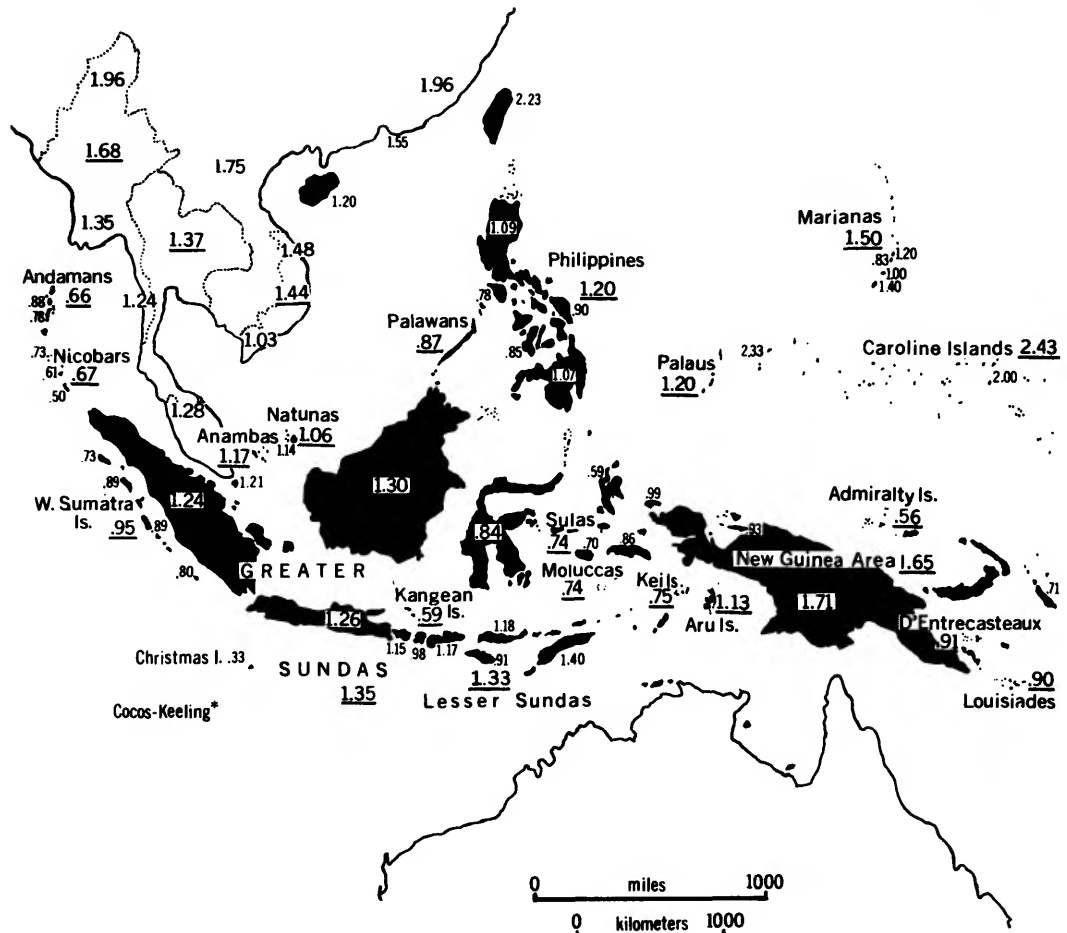 1.96
1.96
2.23
1.55
1.68
1.75
1.20
1.35
1.37
1.09
Marianas
1.50
1.20
.83
1.00
1.40
1.48
Philippines
1.20
Andamans
.66
.88
.78
1.24
1.44
.78
.90
1.03
Palawans
.87
.85
.73
Nicobars
.67
.61
.50
Palaus
1.20
2.33
Caroline Islands 2.43
2.00
1.07
1.28
Natunas
1.06
Anambas
1.17
1.14
.73
.89
1.24
1.21
1.30
.59
.99
Admiralty Is.
.56
W. Sumatra
Is.
.95
.89
.84
Sulas
.74
.70
.86
.93
New Guinea Area 1.65
.80
GREATER
Moluccas
.74
Kei Is.
.75
1.13
Aru Is.
1.71
.71
Kangean
Is.
.59
1.26
1.18
D'Entrecasteaux
.91
1.15
.98
1.17
.91
1.40
Christmas I. .33
SUNDAS
1.35
1.33
Lesser Sundas
.90
Louisiades
Cocos-Keeling*
0 miles 1000
0 kilometers 1000